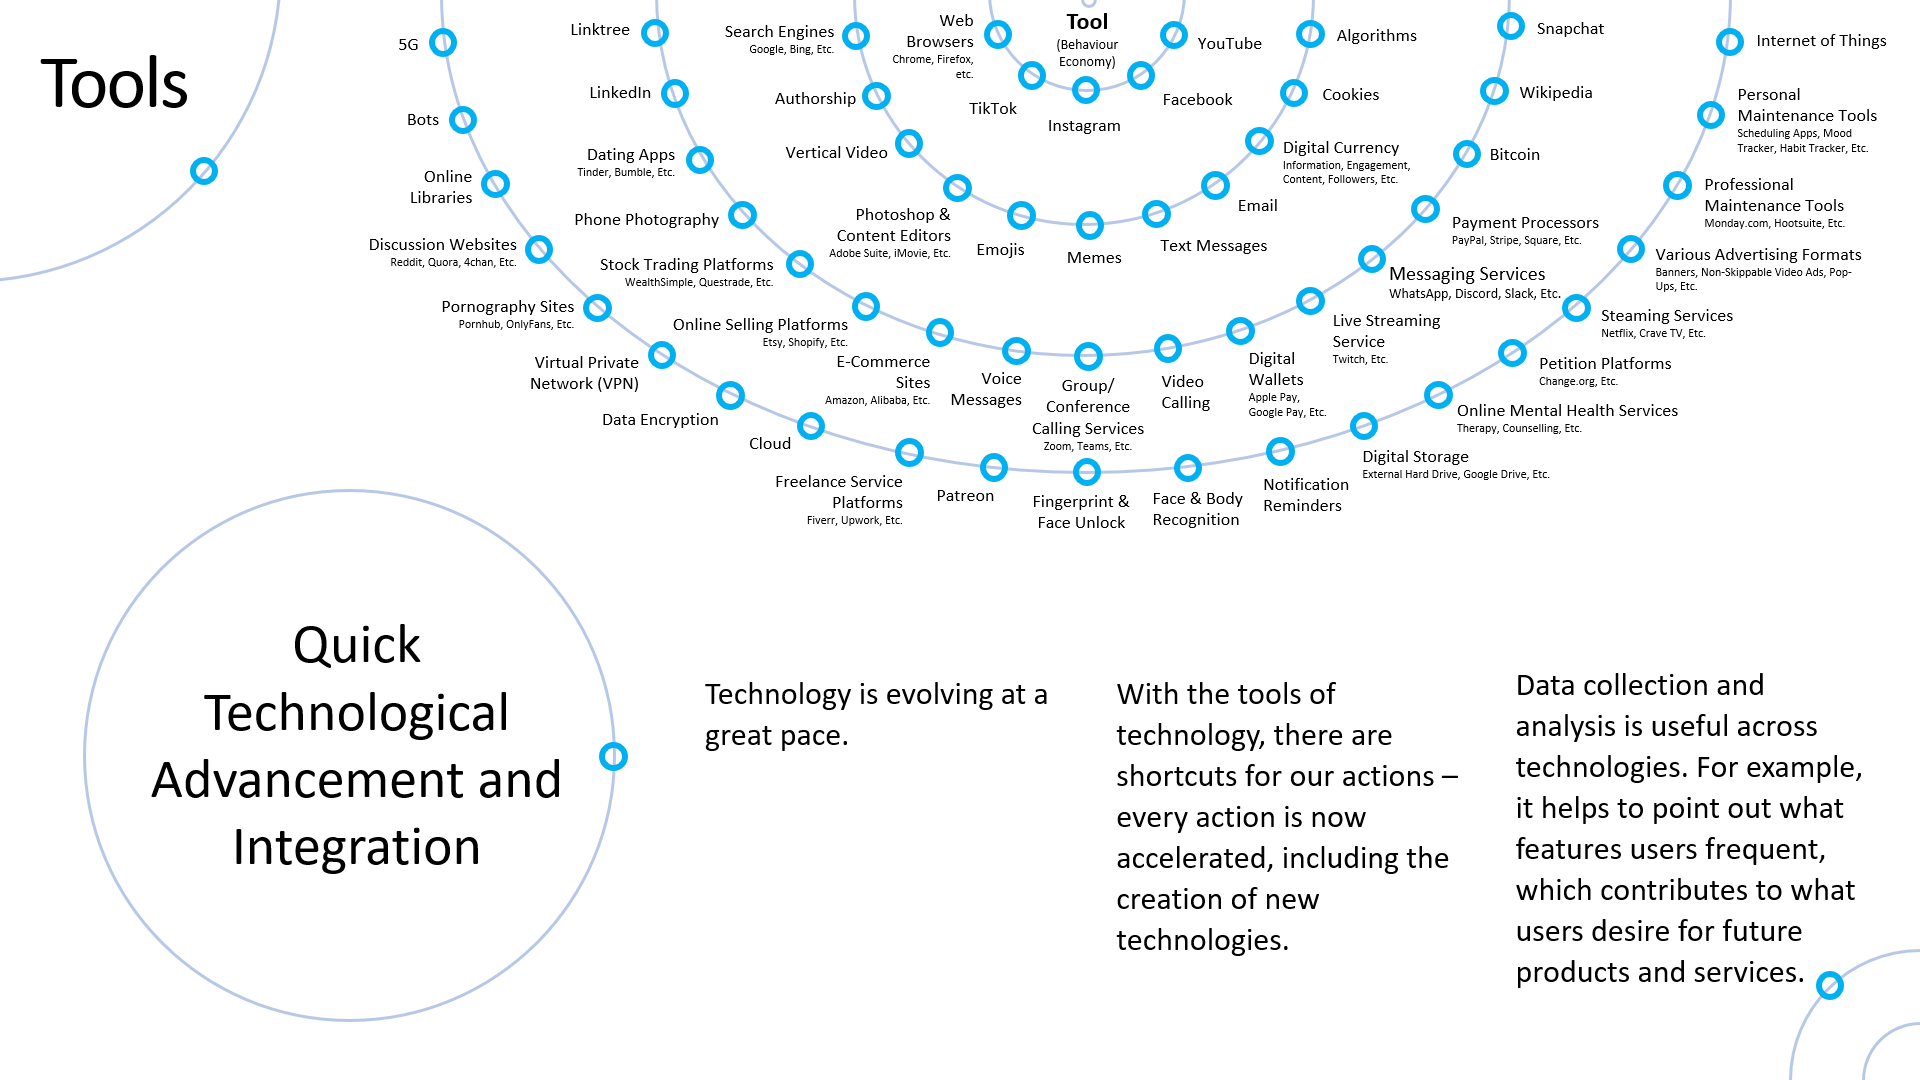 Tools
Tool
(Behaviour
Economy)
Web
Browsers
Chrome, Firefox,
etc.
TikTok
Instagram
Facebook
YouTube
Search Engines
Google, Bing, Etc.
Authorship
Vertical Video
Photoshop &
Content Editors
Adobe Suite, iMovie, Etc.
Emojis
Memes
Text Messages
Email
Digital Currency
Information, Engagement,
Content, Followers, Etc.
Cookies
Algorithms
Linktree
LinkedIn
Dating Apps
Tinder, Bumble, Etc.
Phone Photography
Stock Trading Platforms
WealthSimple, Questrade, Etc.
Online Selling Platforms
Etsy, Shopify, Etc.
E-Commerce
Sites
Amazon, Alibaba, Etc.
Voice
Messages
Group/
Conference
Calling Services
Zoom, Teams, Etc.
Video
Calling
Digital
Wallets
Apple Pay,
Google Pay, Etc.
Live Streaming
Service
Twitch, Etc.
Messaging Services
WhatsApp, Discord, Slack, Etc.
Payment Processors
PayPal, Stripe, Square, Etc.
Bitcoin
Wikipedia
Snapchat
5G
Bots
Online
Libraries
Discussion Websites
Reddit, Quora, 4chan, Etc.
Pornography Sites
Pornhub, OnlyFans, Etc.
Virtual Private
Network (VPN)
Data Encryption
Cloud
Freelance Service
Platforms
Fiverr, Upwork, Etc.
Patreon
Fingerprint &
Face Unlock
Face & Body
Recognition
Notification
Reminders
Digital Storage
External Hard Drive, Google Drive, Etc.
Online Mental Health Services
Therapy, Counselling, Etc.
Petition Platforms
Change.org, Etc.
Steaming Services
Netflix, Crave TV, Etc.
Various Advertising Formats
Banners, Non-Skippable Video Ads, Pop-
Ups, Etc.
Professional
Maintenance Tools
Monday.com, Hootsuite, Etc.
Personal
Maintenance Tools
Scheduling Apps, Mood
Tracker, Habit Tracker, Etc.
Internet of Things
Quick
Technological
Advancement and
Integration
Technology is evolving at a
great pace.
With the tools of
technology, there are
shortcuts for our actions –
every action is now
accelerated, including the
creation of new
technologies.
Data collection and
analysis is useful across
technologies. For example,
it helps to point out what
features users frequent,
which contributes to what
users desire for future
products and services.